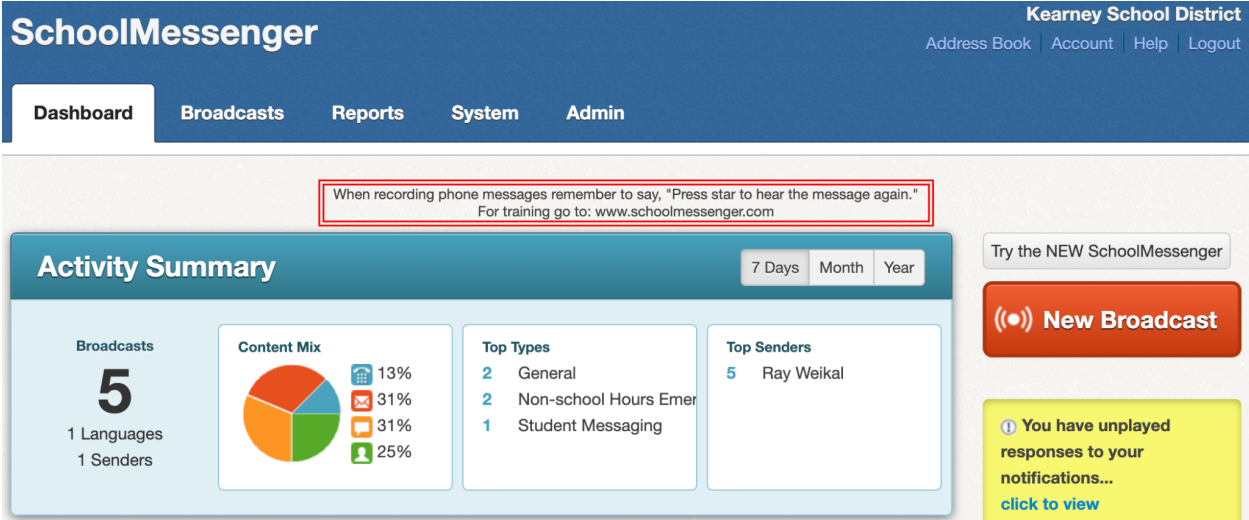 SchoolMessenger
Kearney School District
Address Book Account Help Logout
Dashboard Broadcasts Reports System Admin
When recording phone messages remember to say, "Press star to hear the message again."
For training go to: www.schoolmessenger.com
Activity Summary
7 Days Month Year
Broadcasts
5
1 Languages
1 Senders
Content Mix
13%
31%
31%
25%
Top Types
2 General
2 Non-school Hours Emer
1 Student Messaging
Top Senders
5 Ray Weikal
Try the NEW SchoolMessenger
New Broadcast
You have unplayed
responses to your
notifications...
click to view